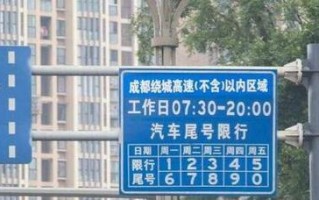 成都绕城高速(不含)以内区域
工作日07:30-20:00
汽车尾号限行
日期 周一 周二 周三 周四 周五
限行 1 2 3 4 5
尾号 6 7 8 9 0